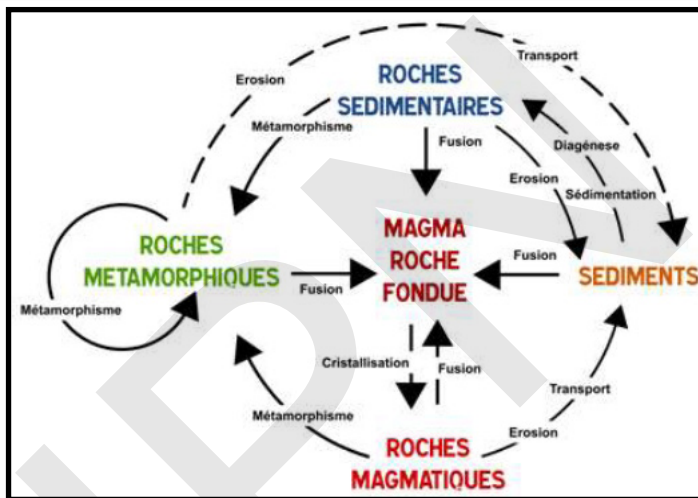 Erosion
Transport
ROCHES
SEDIMENTAIRES
Métamorphisme
Fusion
Diagénese
Erosion
Sédimentation
ROCHES
METAMORPHIQUES
MAGMA
ROCHE
FONDUE
Fusion
Fusion
SEDIMENTS
Métamorphisme
Cristallisation
Fusion
Métamorphisme
Transport
Erosion
ROCHES
MAGMATIQUES